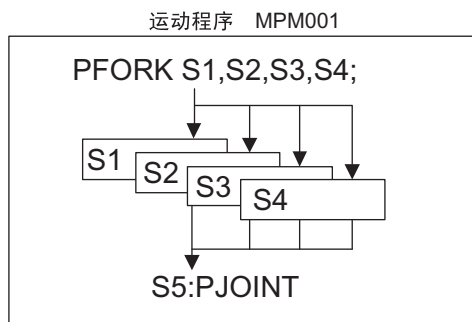 运动程序 MPM001
PFORK S1,S2,S3,S4;
S1
S2
S3
S4
S5:PJOINT